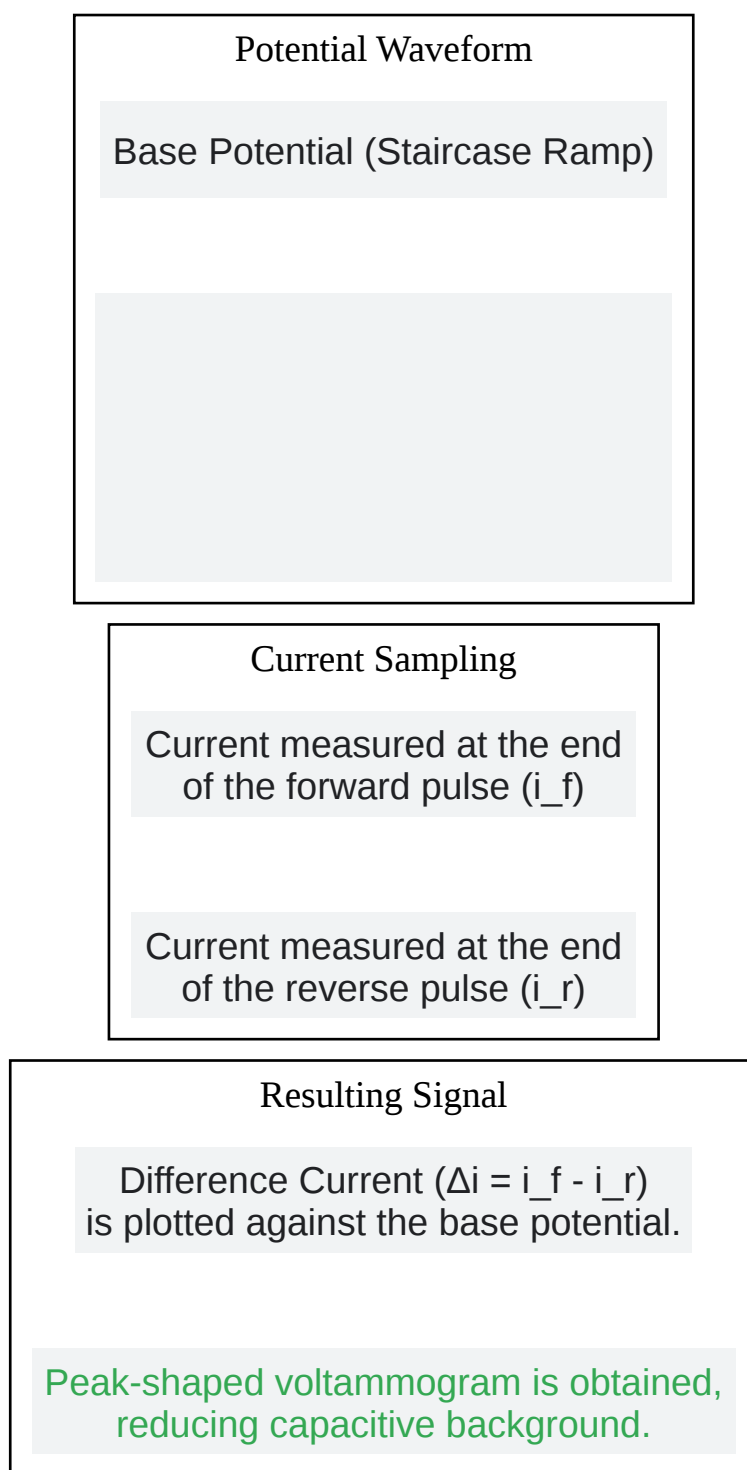 Potential Waveform
Base Potential (Staircase Ramp)
Current Sampling
Current measured at the end
of the forward pulse (i_f)
Current measured at the end
of the reverse pulse (i_r)
Resulting Signal
Difference Current (Δi = i_f - i_r)
is plotted against the base potential.
Peak-shaped voltammogram is obtained,
reducing capacitive background.